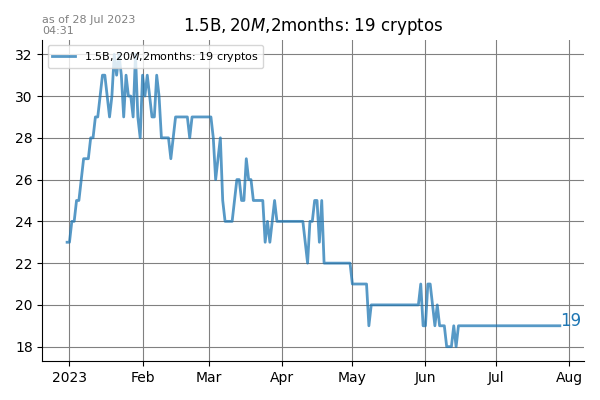 as of 28 Jul 2023
04:31
1.5B, 20M,2months: 19 cryptos
1.5B, 20M,2months: 19 cryptos
32
30
28
26
24
22
20
18
19
2023 Feb Mar Apr May Jun Jul Aug